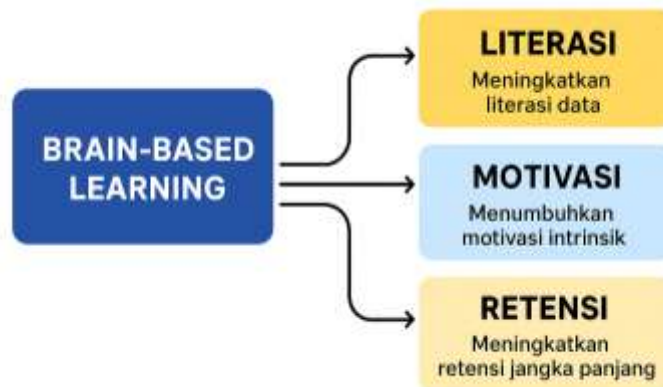 BRAIN-BASED
LEARNING
LITERASI
Meningkatkan
literasi data
MOTIVASI
Menumbuhkan
motivasi intrinsik
RETENSI
Meningkatkan
retensi jangka panjang